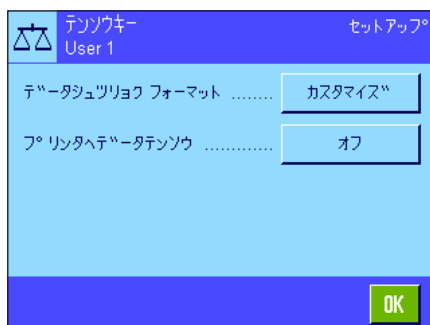 テンソウキー セットアップ
User 1
データシュツリョク フォーマット ........ カスタマイズ
プリンタヘデータテンソウ ............. オフ
OK